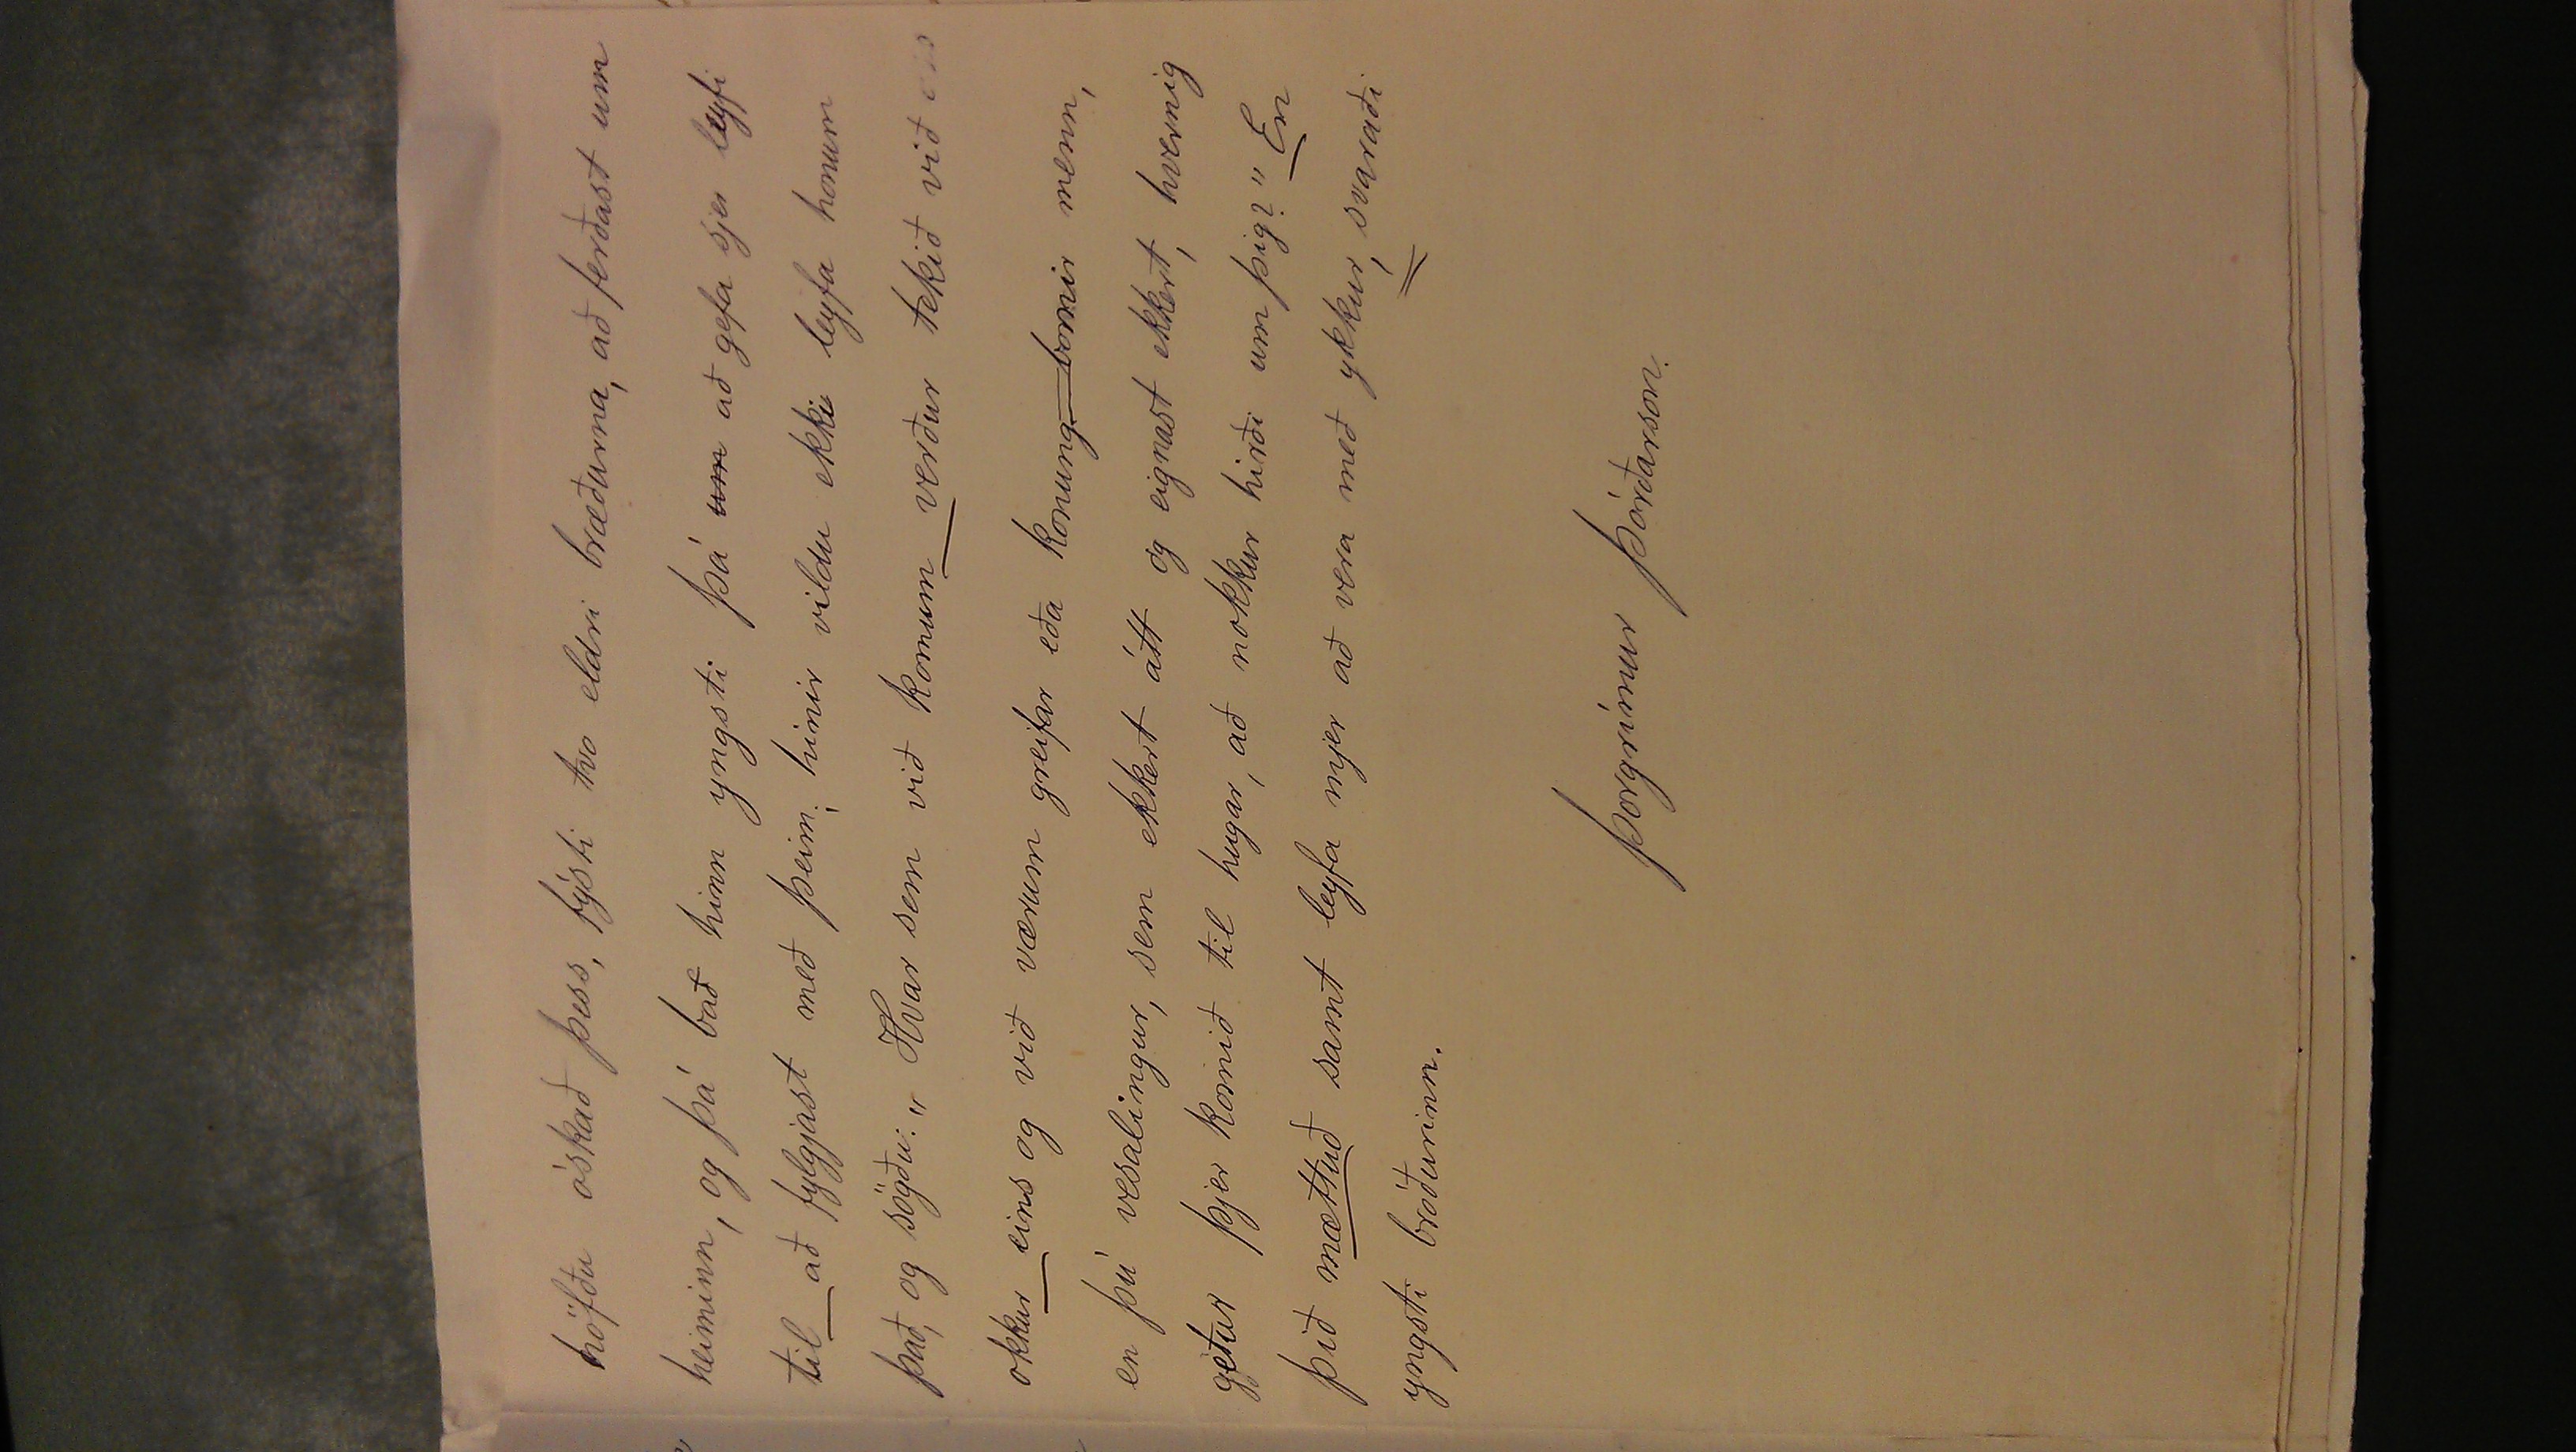 höfðu óskað þess, fýsti tvo eldri bræðurna, að ferðast um
heiminn, og þá bað hinn yngsti þá um að gefa sjer leyfi
til að fylgjast með þeim; hinir vildu ekki leyfa honum
það, og sögðu: „Hvar sem við komum verður tekið við
okkur eins og við værum greifar eða konung-bornir menn,
en þú vesalingur, sem ekkert átt og eignast ekkert, hvernig
getur þjer komið til hugar, að nokkur hirði um þig?" En
þið mættuð samt leyfa mjer að vera með ykkur, svaraði
yngsti bróðurinn.
Þorgrímur Þórðarson.